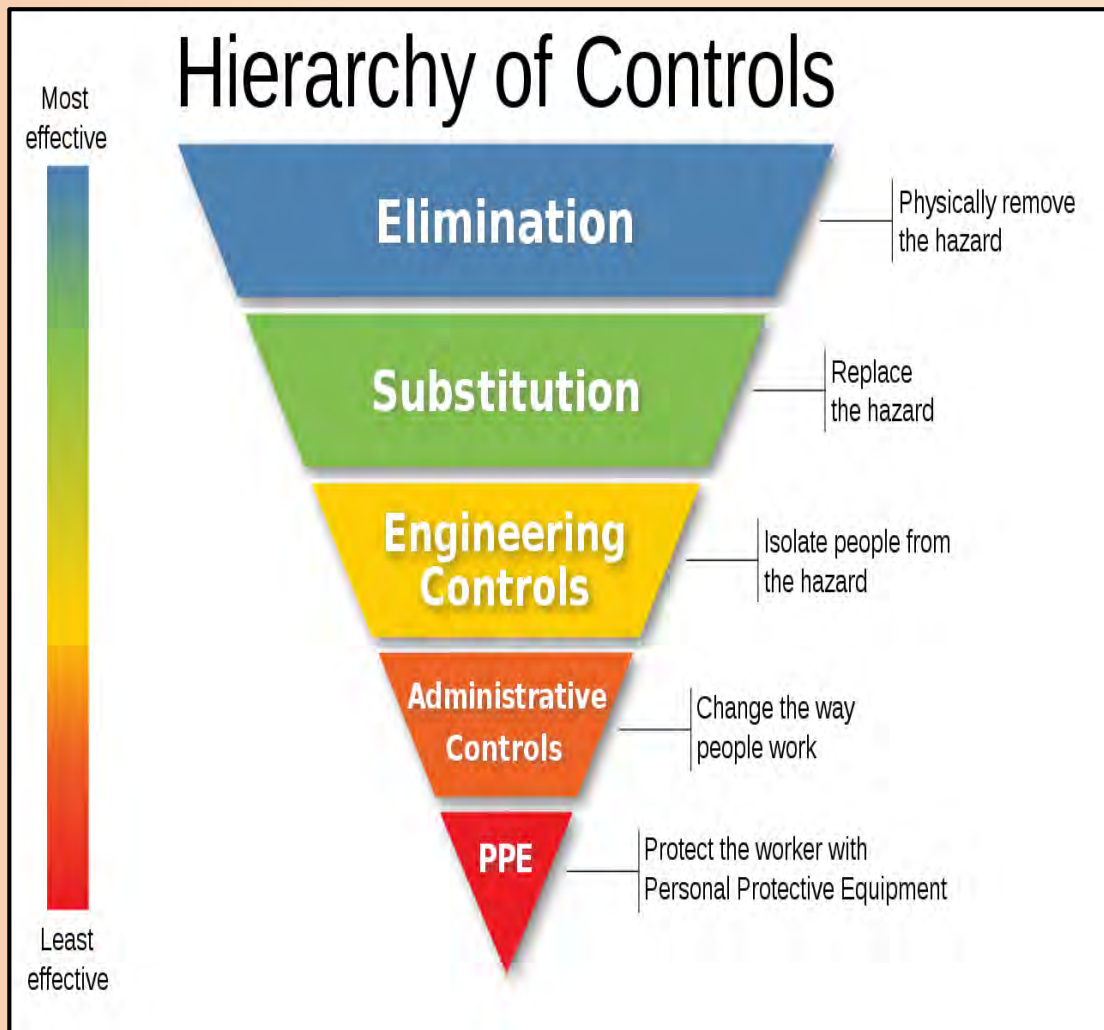 Hierarchy of Controls
Most
effective
Elimination
Physically remove
the hazard
Substitution
Replace
the hazard
Engineering
Controls
Isolate people from
the hazard
Administrative
Controls
Change the way
people work
PPE
Protect the worker with
Personal Protective Equipment
Least
effective